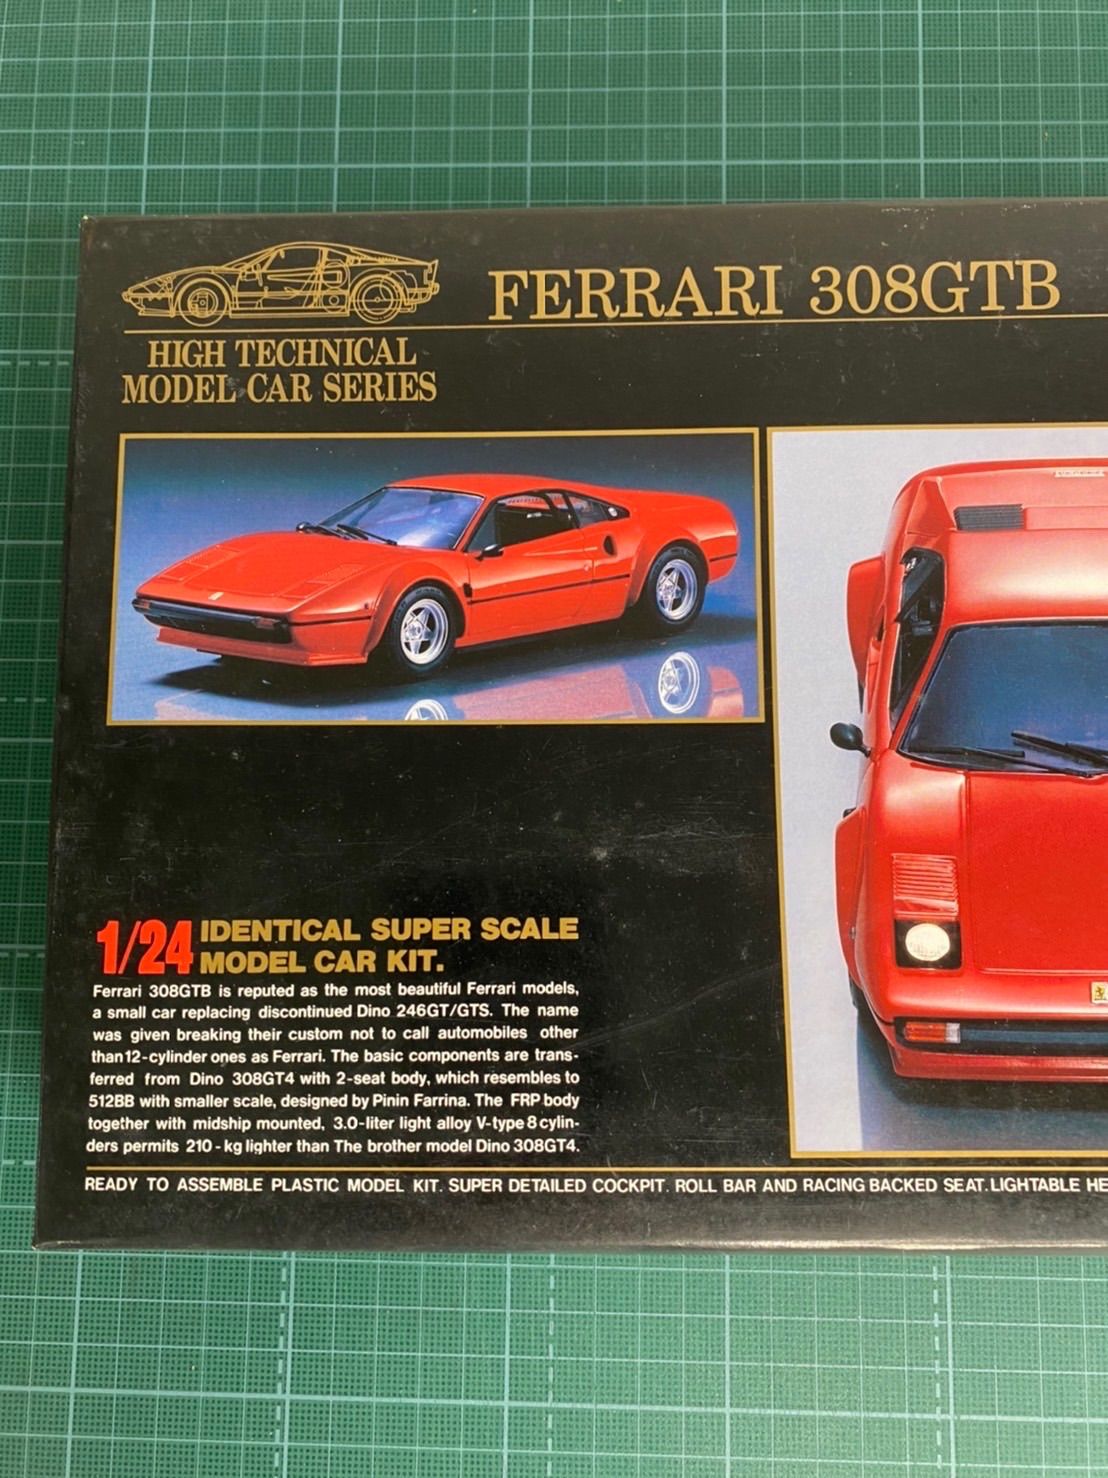 FERRARI 308GTB
HIGH TECHNICAL
MODEL CAR SERIES
1/24 IDENTICAL SUPER SCALE
MODEL CAR KIT.
Ferrari 308GTB is reputed as the most beautiful Ferrari models,
a small car replacing discontinued Dino 246GT/GTS. The name
was given breaking their custom not to call automobiles other
than 12-cylinder ones as Ferrari. The basic components are trans-
ferred from Dino 308GT4 with 2-seat body, which resembles to
512BB with smaller scale, designed by Pinin Farrina. The FRP body
together with midship mounted, 3.0-liter light alloy V-type 8 cylin-
ders permits 210-kg lighter than The brother model Dino 308GT4.
READY TO ASSEMBLE PLASTIC MODEL KIT. SUPER DETAILED COCKPIT. ROLL BAR AND RACING BACKED SEAT. LIGHTABLE HE